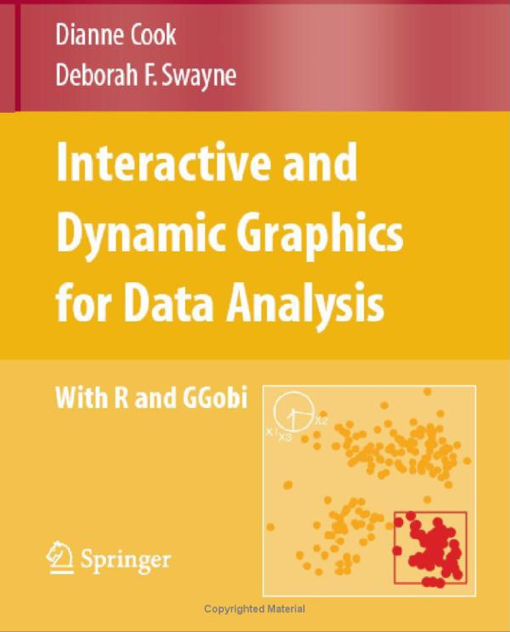 Dianne Cook
Deborah F. Swayne
Interactive and
Dynamic Graphics
for Data Analysis
With R and GGobi
X2
X1
X3
Springer
Copyrighted Material